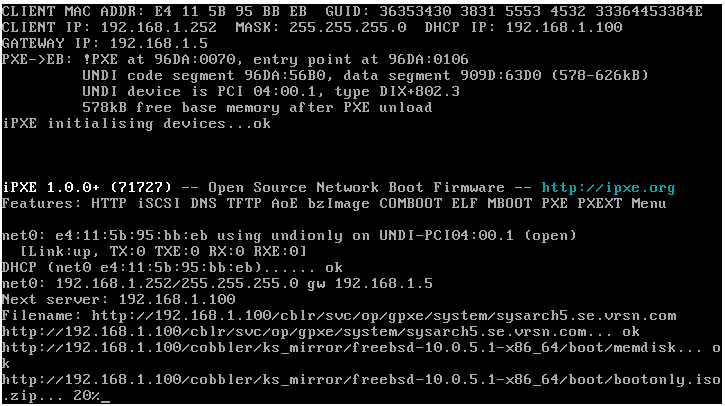 CLIENT MAC ADDR: E4 11 5B 95 BB EB  GUID: 36353430 3831 5553 4532 33364453384E
CLIENT IP: 192.168.1.252  MASK: 255.255.255.0  DHCP IP: 192.168.1.100
GATEWAY IP: 192.168.1.5
PXE->EB: !PXE at 96DA:0070, entry point at 96DA:0106
UNDI code segment 96DA:56B0, data segment 909D:63D0 (578-626kB)
UNDI device is PCI 04:00.1, type DIX+802.3
578kB free base memory after PXE unload
iPXE initialising devices...ok
iPXE 1.0.0+ (71727) -- Open Source Network Boot Firmware -- http://ipxe.org
Features: HTTP iSCSI DNS TFTP AoE bzImage COMBOOT ELF MBOOT PXE PXEXT Menu
net0: e4:11:5b:95:bb:eb using undionly on UNDI-PCI04:00.1 (open)
[Link:up, TX:0 TXE:0 RX:0 RXE:0]
DHCP (net0 e4:11:5b:95:bb:eb)...... ok
net0: 192.168.1.252/255.255.255.0 gw 192.168.1.5
Next server: 192.168.1.100
Filename: http://192.168.1.100/cblr/svc/op/gpxe/system/sysarch5.se.vrsn.com
http://192.168.1.100/cblr/svc/op/gpxe/system/sysarch5.se.vrsn.com... ok
http://192.168.1.100/cobbler/ks_mirror/freebsd-10.0.5.1-x86_64/boot/memdisk... o
k
http://192.168.1.100/cobbler/ks_mirror/freebsd-10.0.5.1-x86_64/boot/bootonly.iso
.zip... 20%_